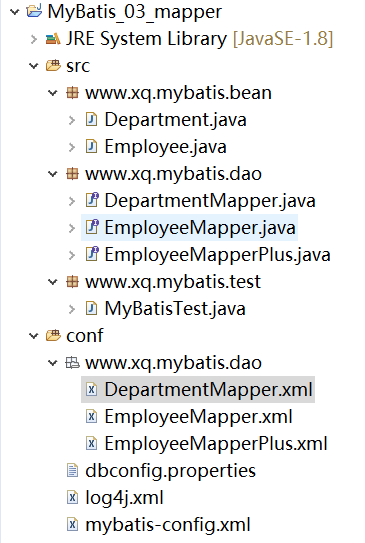 MyBatis_03_mapper
JRE System Library [JavaSE-1.8]
src
www.xq.mybatis.bean
Department.java
Employee.java
www.xq.mybatis.dao
DepartmentMapper.java
EmployeeMapper.java
EmployeeMapperPlus.java
www.xq.mybatis.test
MyBatisTest.java
conf
www.xq.mybatis.dao
DepartmentMapper.xml
EmployeeMapper.xml
EmployeeMapperPlus.xml
dbconfig.properties
log4j.xml
mybatis-config.xml